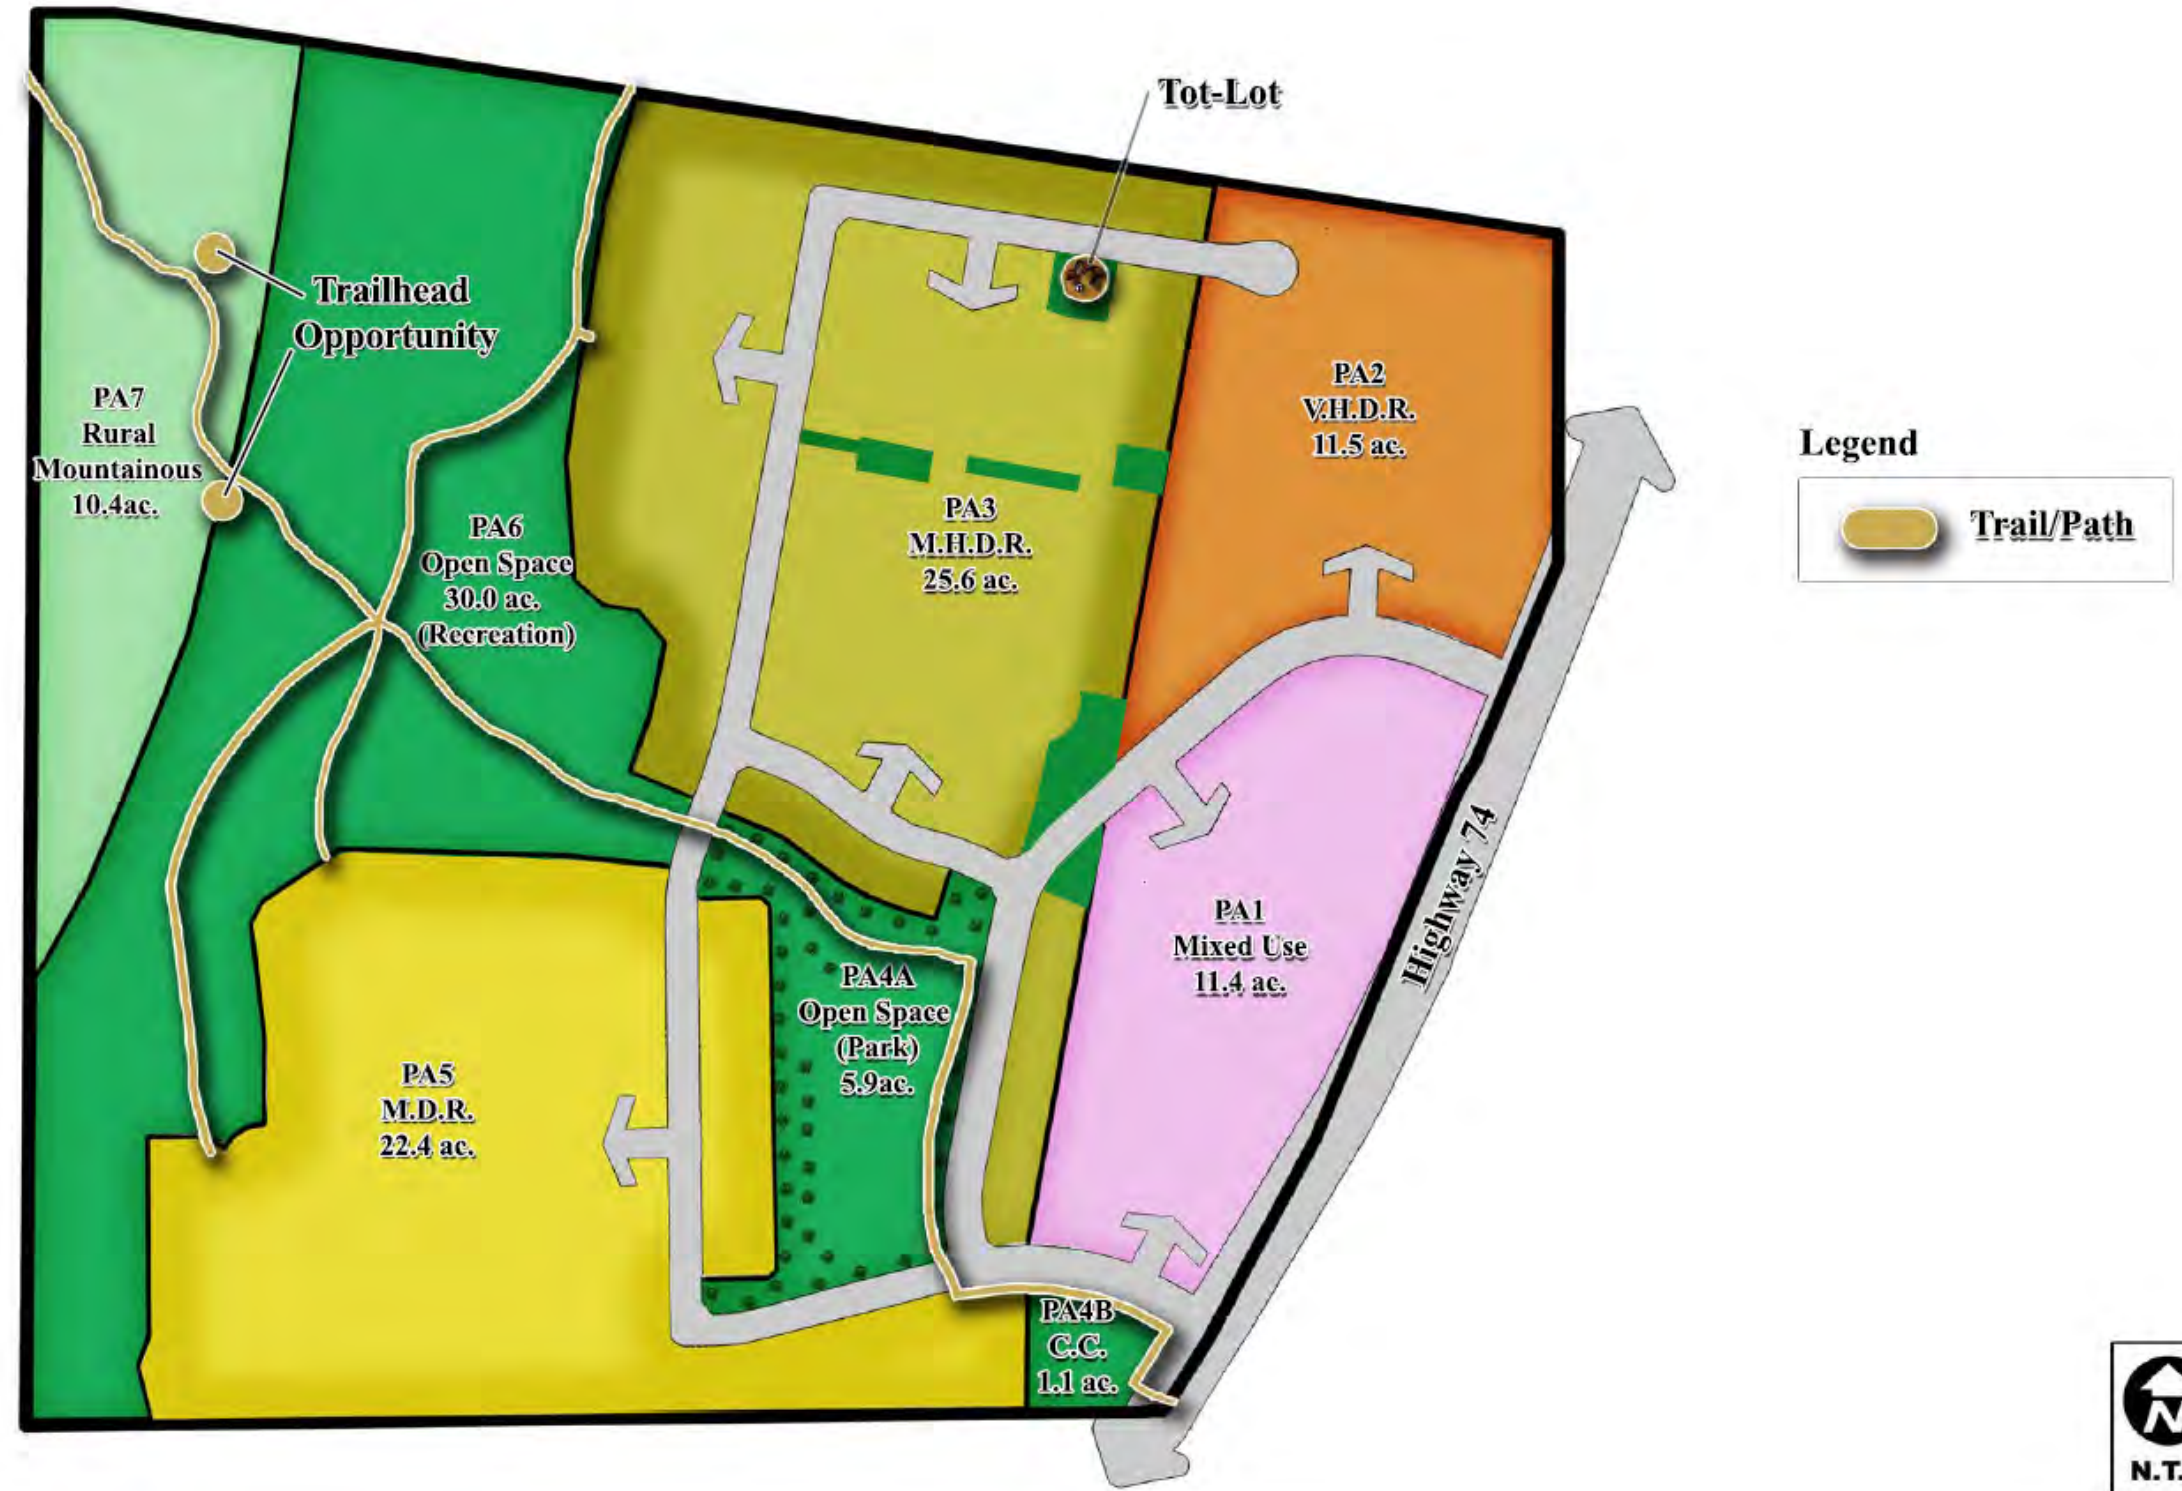 Tot-Lot
Trailhead
Opportunity
PA7
Rural
Mountainous
10.4ac.
PA6
Open Space
30.0 ac.
(Recreation)
PA3
M.H.D.R.
25.6 ac.
PA2
V.H.D.R.
11.5 ac.
Legend
Trail/Path
PA1
Mixed Use
11.4 ac.
Highway 74
PA4A
Open Space
(Park)
5.9ac.
PA5
M.D.R.
22.4 ac.
PA4B
C.C.
1.1 ac.
N
N.T.